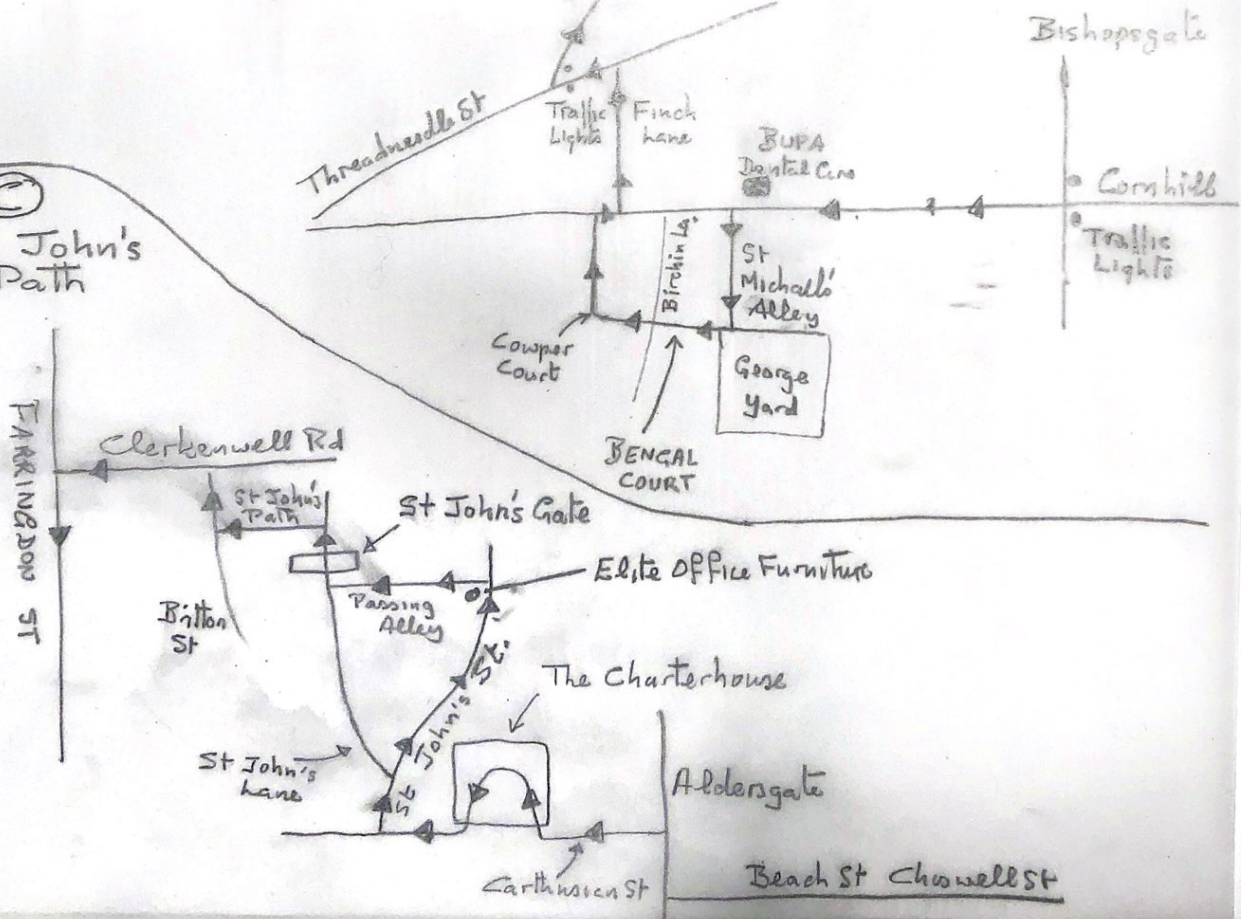 Bishopsgate
Threadneedle St
Traffic
Lights
Finch
Lane
BUPA
Dental Care
Cornhill
Traffic
Lights
John's
Path
Birchin La.
St
Michall's
Alley
Cowper
Court
George
Yard
BENGAL
COURT
FARRINGDON ST
Clerkenwell Rd
St John's
Path
St John's Gate
Elite Office Furniture
Passing
Alley
Britton
St
St John's St.
The Charterhouse
St John's
Lane
Aldersgate
Carthusian St
Beach St Chiswell St